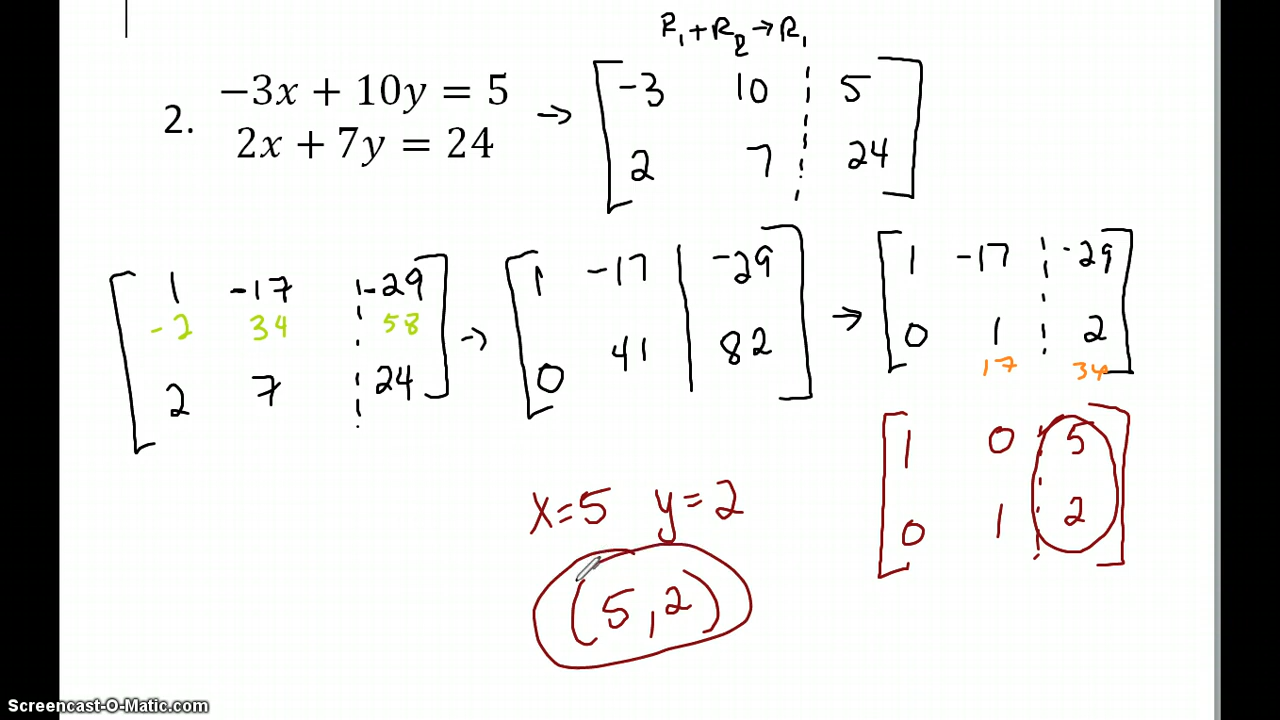 R₁+R₂→R₁
2. −3x + 10y = 5 → [-3 10 ¦ 5]
2x + 7y = 24 [2 7 ¦ 24]
[1 -17 ¦ -29]
-2 34 58
[2 7 ¦ 24]
→ [1 -17 | -29]
[0 41 | 82]
→ [1 -17 ¦ -29]
[0 1 ¦ 2]
17 34
[1 0 ¦ 5]
[0 1 ¦ 2]
x=5 y=2
(5,2)
Screencast-O-Matic.com